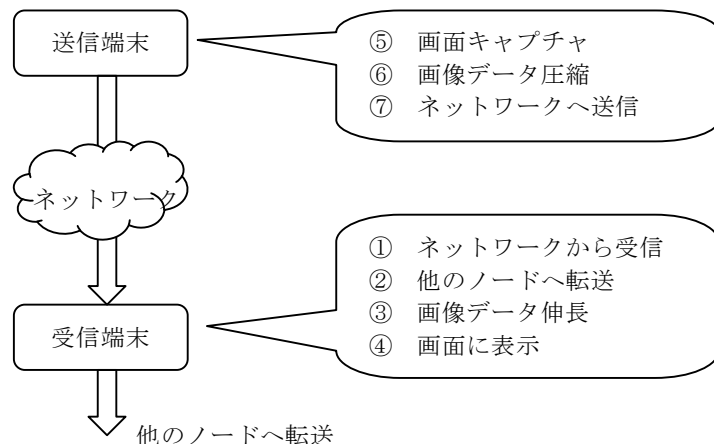 送信端末
⑤ 画面キャプチャ
⑥ 画像データ圧縮
⑦ ネットワークへ送信
ネットワーク
① ネットワークから受信
② 他のノードへ転送
③ 画像データ伸長
④ 画面に表示
受信端末
他のノードへ転送